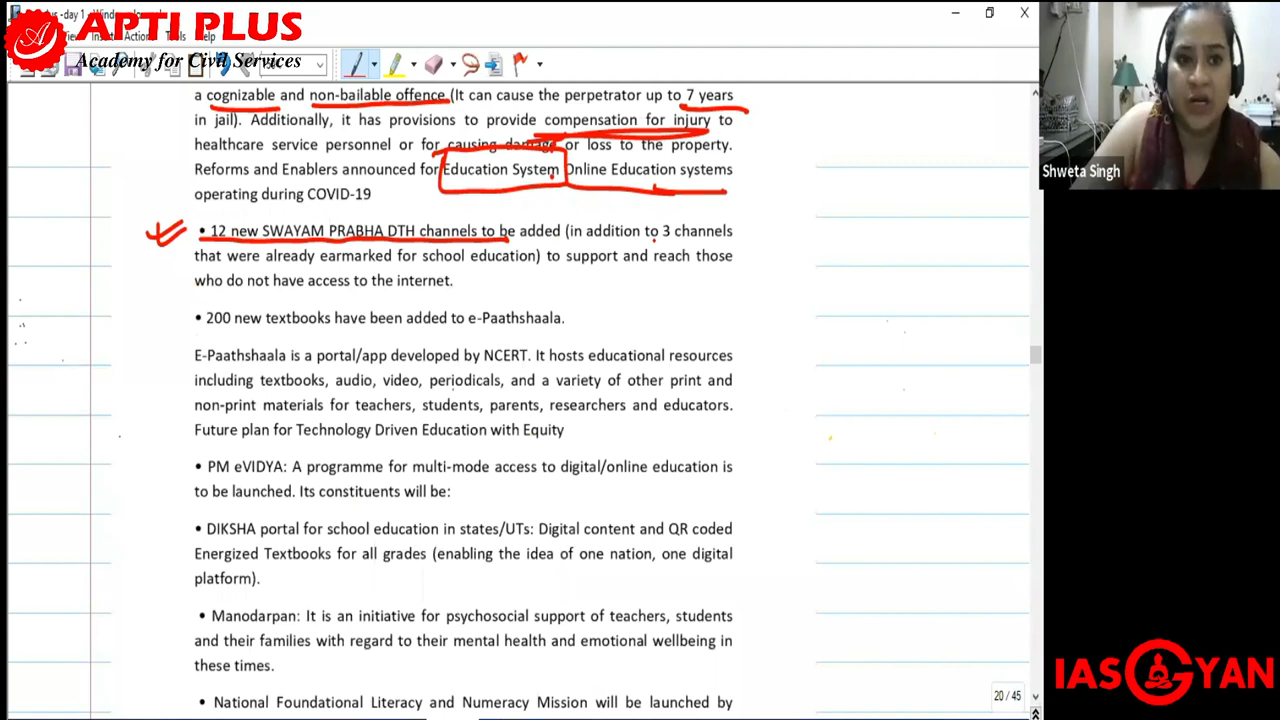 APTI PLUS
Academy for Civil Services
-day 1
Actions
Tools
Help
a cognizable and non-bailable offence (It can cause the perpetrator up to 7 years
in jail). Additionally, it has provisions to provide compensation for injury to
healthcare service personnel or for causing damage or loss to the property.
Reforms and Enablers announced for Education System Online Education systems
operating during COVID-19
• 12 new SWAYAM PRABHA DTH channels to be added (in addition to 3 channels
that were already earmarked for school education) to support and reach those
who do not have access to the internet.
• 200 new textbooks have been added to e-Paathshaala.
E-Paathshaala is a portal/app developed by NCERT. It hosts educational resources
including textbooks, audio, video, periodicals, and a variety of other print and
non-print materials for teachers, students, parents, researchers and educators.
Future plan for Technology Driven Education with Equity
• PM eVIDYA: A programme for multi-mode access to digital/online education is
to be launched. Its constituents will be:
• DIKSHA portal for school education in states/UTs: Digital content and QR coded
Energized Textbooks for all grades (enabling the idea of one nation, one digital
platform).
• Manodarpan: It is an initiative for psychosocial support of teachers, students
and their families with regard to their mental health and emotional wellbeing in
these times.
• National Foundational Literacy and Numeracy Mission will be launched by
20 / 45
Shweta Singh
IAS GYAN